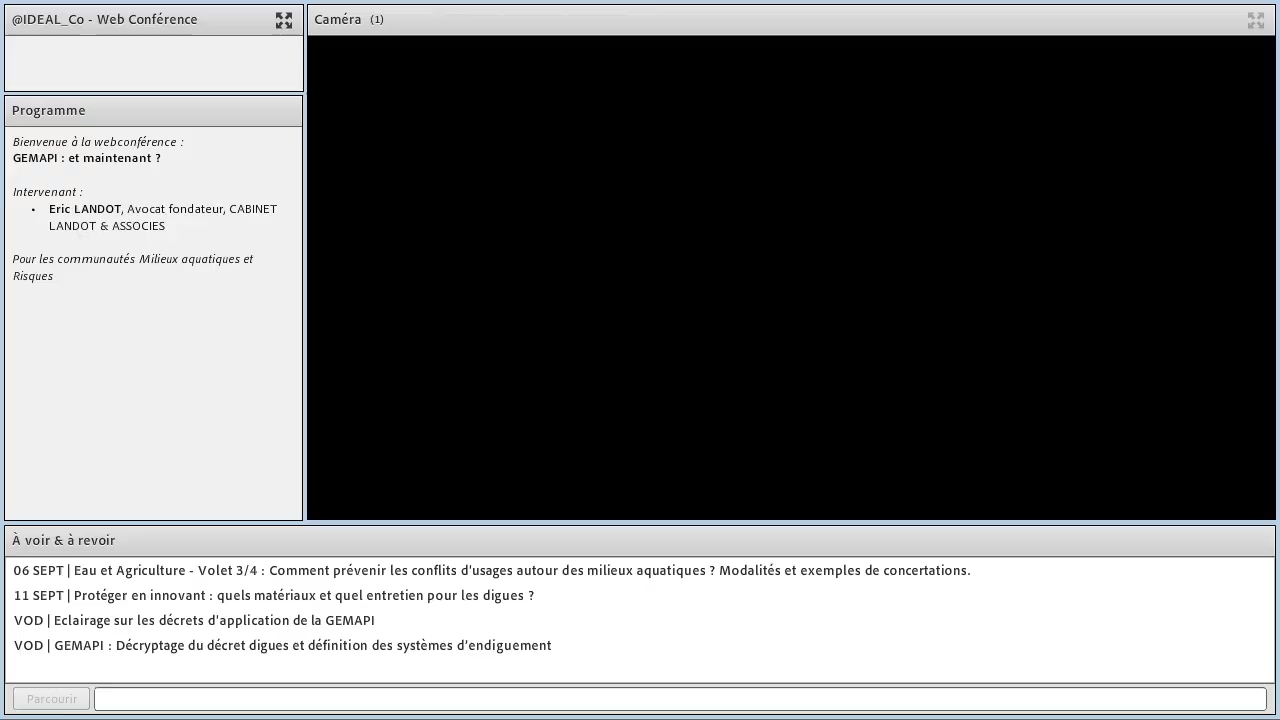 @IDEAL_Co - Web Conférence
Caméra (1)
Programme
Bienvenue à la webconférence :
GEMAPI : et maintenant ?
Intervenant :
• Eric LANDOT, Avocat fondateur, CABINET
LANDOT & ASSOCIES
Pour les communautés Milieux aquatiques et
Risques
À voir & à revoir
06 SEPT | Eau et Agriculture - Volet 3/4 : Comment prévenir les conflits d'usages autour des milieux aquatiques ? Modalités et exemples de concertations.
11 SEPT | Protéger en innovant : quels matériaux et quel entretien pour les digues ?
VOD | Eclairage sur les décrets d'application de la GEMAPI
VOD | GEMAPI : Décryptage du décret digues et définition des systèmes d’endiguement
Parcourir